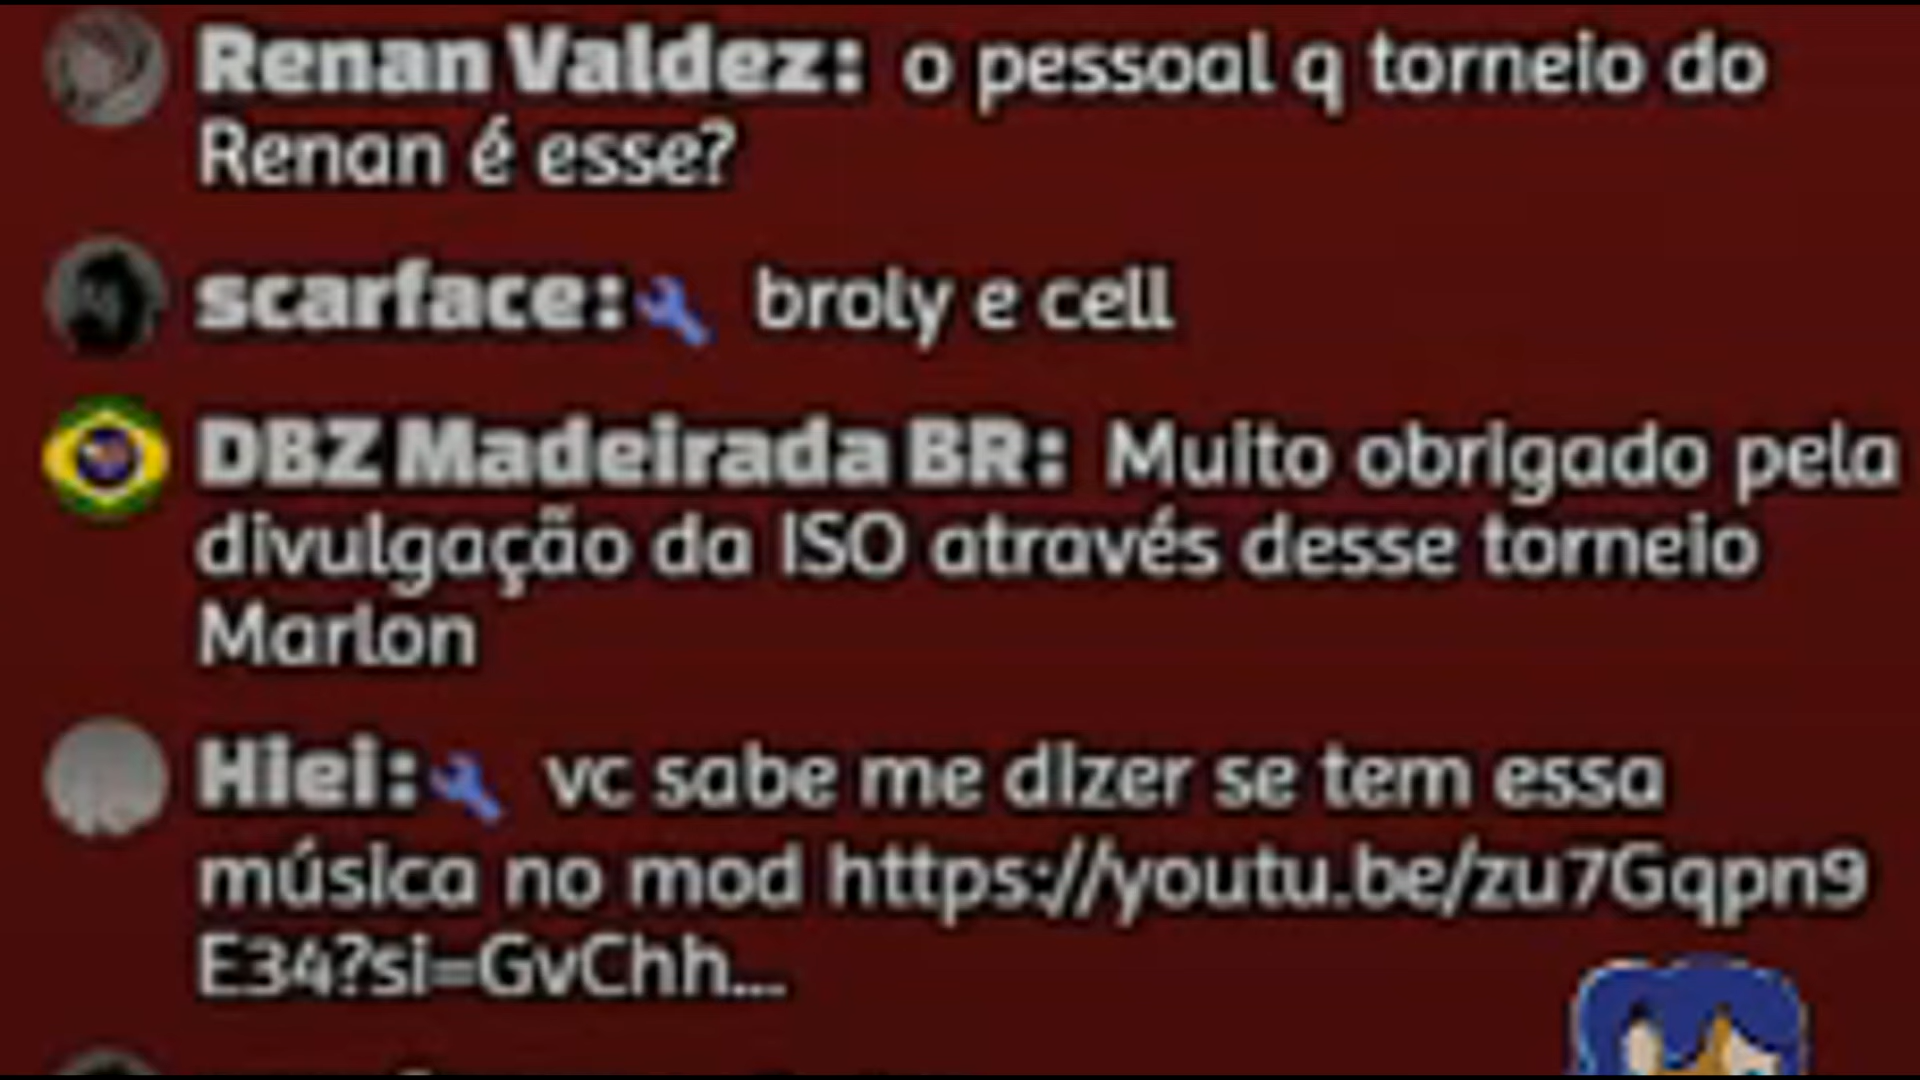 Renan Valdez: o pessoal q torneio do
Renan é esse?
scarface: broly e cell
DBZ Madeirada BR: Muito obrigado pela
divulgação da ISO através desse torneio
Marlon
Hiei: vc sabe me dizer se tem essa
música no mod https://youtu.be/zu7Gqpn9
E34?si=GvChh...